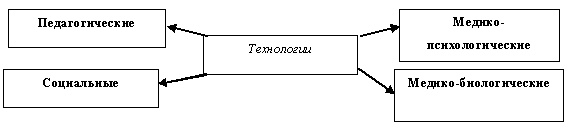 Педагогические
Медико-
психологические
Технологии
Социальные
Медико-биологические